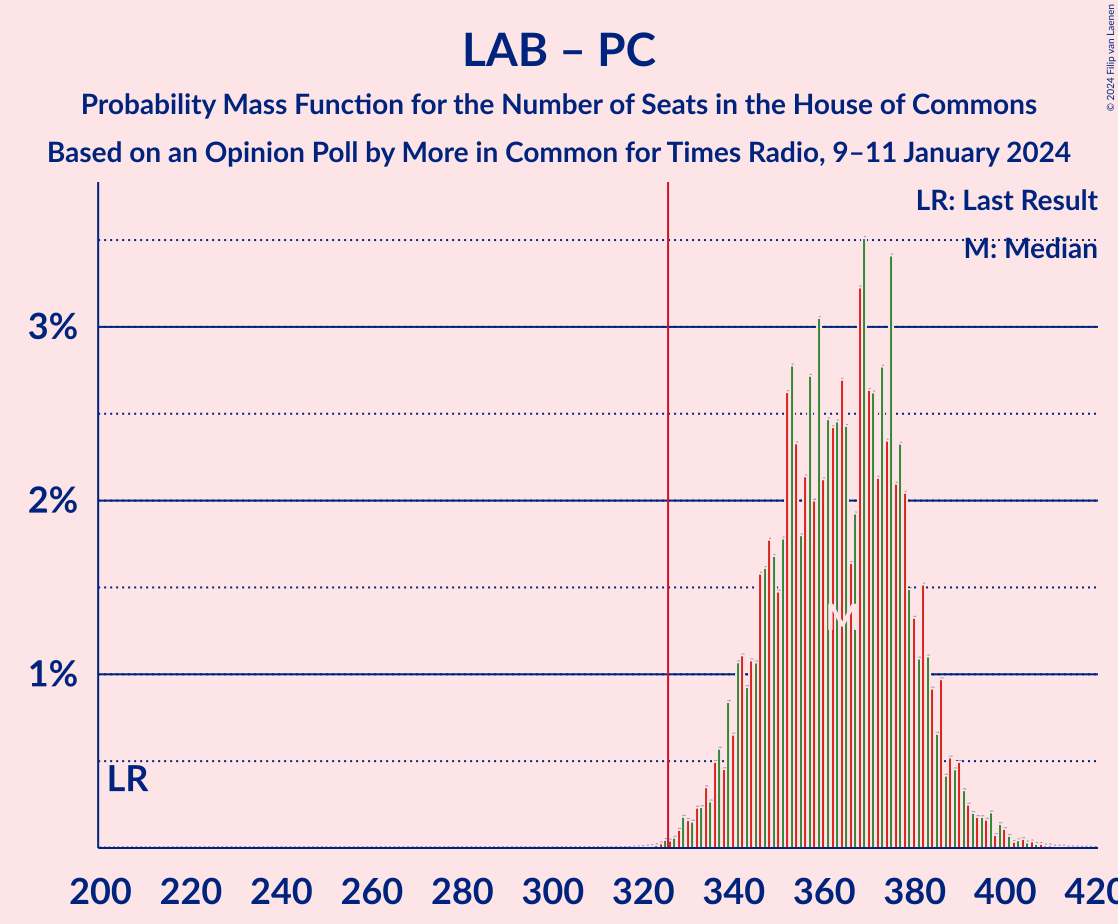 LAB – PC
Probability Mass Function for the Number of Seats in the House of Commons
Based on an Opinion Poll by More in Common for Times Radio, 9–11 January 2024
© 2024 Filip van Laenen
LR: Last Result
M: Median
3%
2%
1%
M
LR
200 220 240 260 280 300 320 340 360 380 400 420